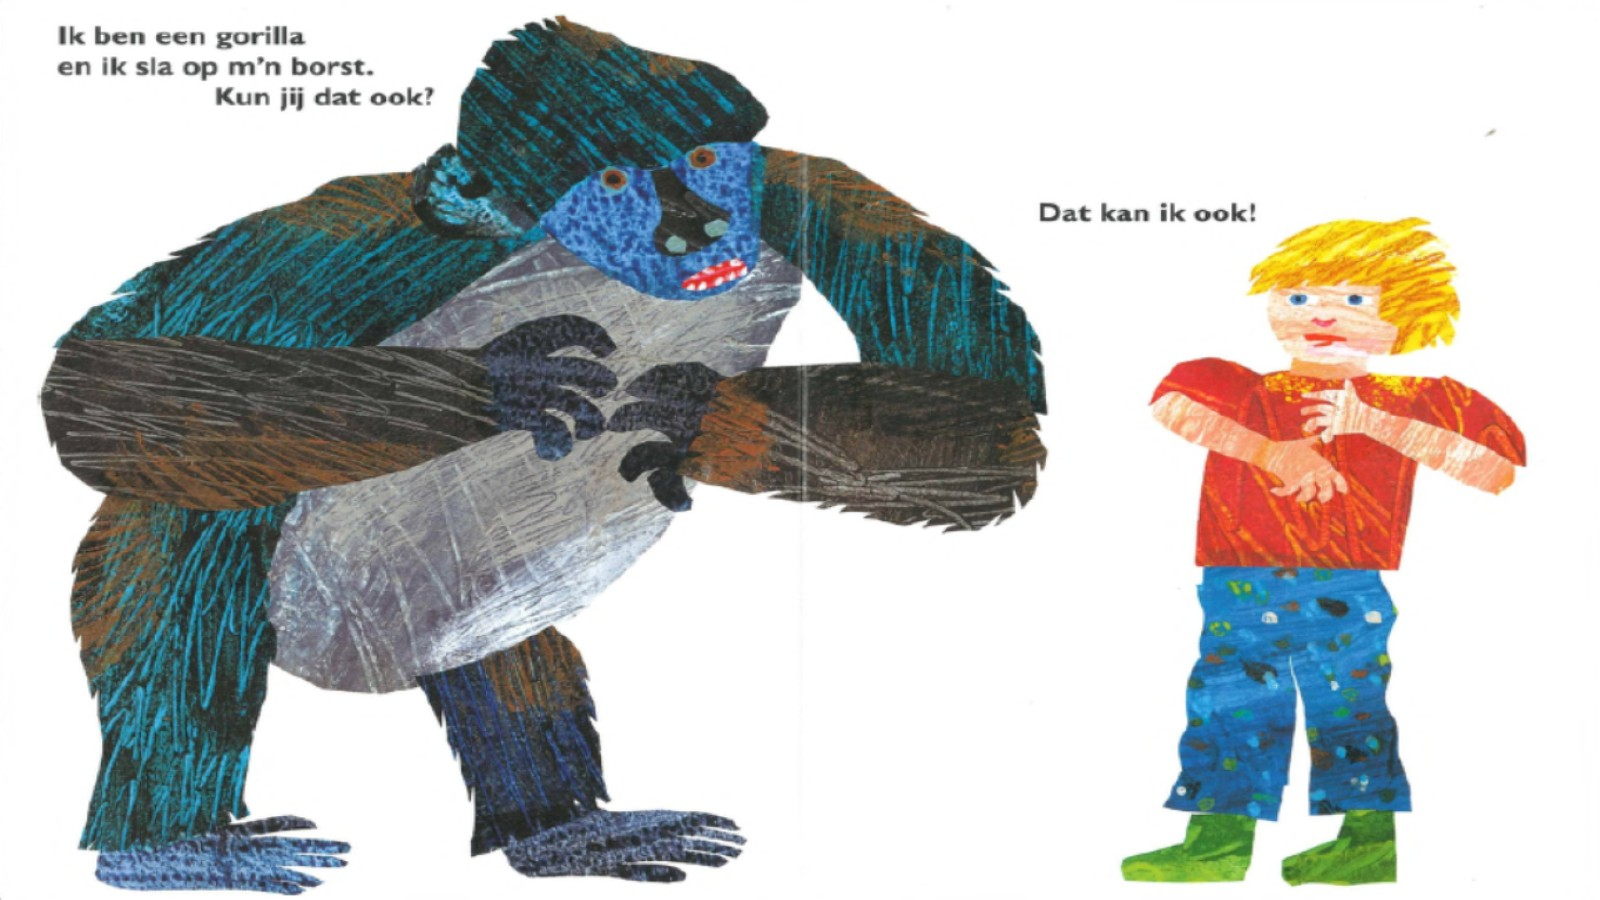 Ik ben een gorilla
en ik sla op m'n borst.
Kun jij dat ook?
Dat kan ik ook!